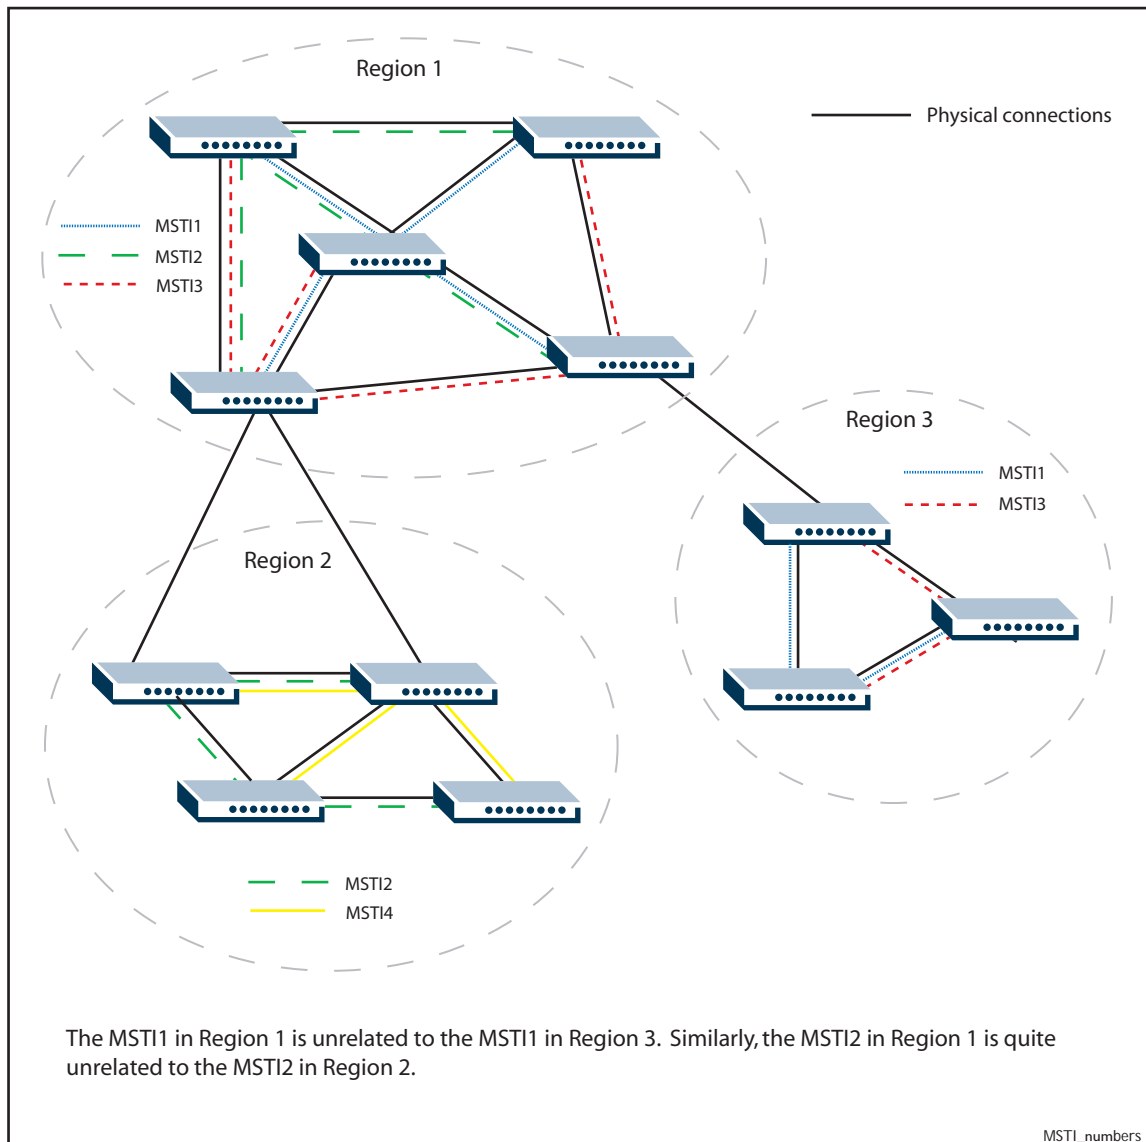 Region 1
Physical connections
MSTI1
MSTI2
MSTI3
Region 3
MSTI1
MSTI3
Region 2
MSTI2
MSTI4
The MSTI1 in Region 1 is unrelated to the MSTI1 in Region 3.  Similarly, the MSTI2 in Region 1 is quite
unrelated to the MSTI2 in Region 2.
MSTI_numbers